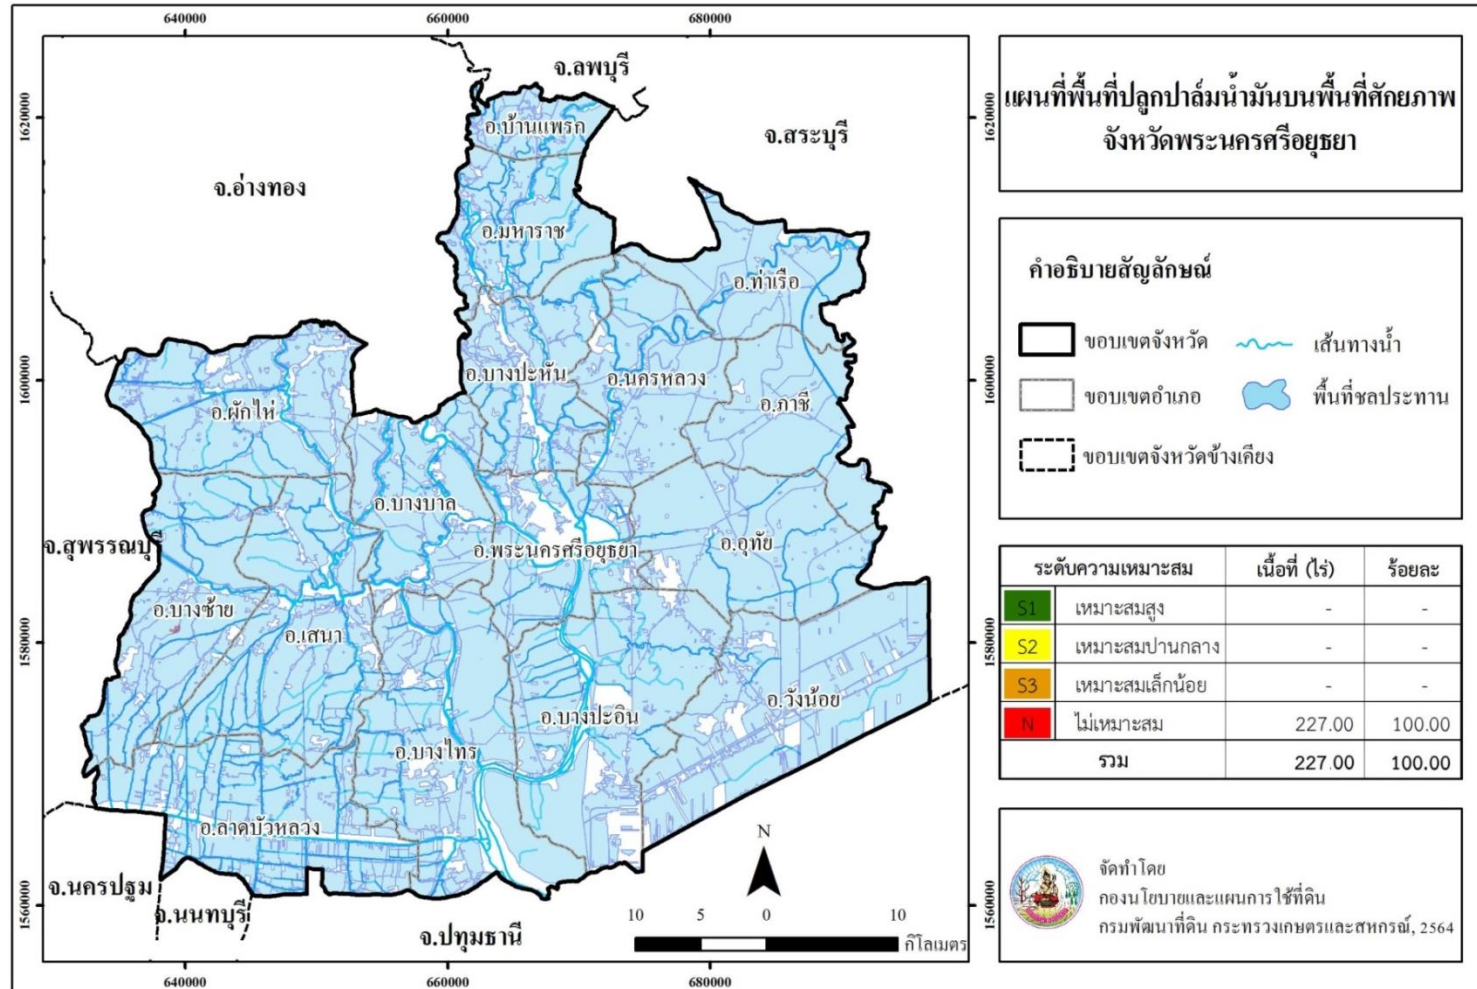 640000
660000
680000
1620000
1600000
1580000
1560000
จ.ลพบุรี
จ.สระบุรี
จ.อ่างทอง
จ.สุพรรณบุรี
จ.นครปฐม
จ.นนทบุรี
จ.ปทุมธานี
อ.บ้านแพรก
อ.มหาราช
อ.ท่าเรือ
อ.บางปะหัน
อ.นครหลวง
อ.ภาชี
อ.ผักไห่
อ.บางบาล
อ.พระนครศรีอยุธยา
อ.อุทัย
อ.บางซ้าย
อ.เสนา
อ.วังน้อย
อ.บางปะอิน
อ.บางไทร
อ.ลาดบัวหลวง
N
10 5 0 10
กิโลเมตร
640000
660000
680000
1620000
1600000
1580000
1560000
แผนที่พื้นที่ปลูกปาล์มน้ำมันบนพื้นที่ศักยภาพ
จังหวัดพระนครศรีอยุธยา
คำอธิบายสัญลักษณ์
ขอบเขตจังหวัด เส้นทางน้ำ
ขอบเขตอำเภอ พื้นที่ชลประทาน
ขอบเขตจังหวัดข้างเคียง
ระดับความเหมาะสม เนื้อที่ (ไร่) ร้อยละ
S1 เหมาะสมสูง - -
S2 เหมาะสมปานกลาง - -
S3 เหมาะสมเล็กน้อย - -
N ไม่เหมาะสม 227.00 100.00
รวม 227.00 100.00
จัดทำโดย
กองนโยบายและแผนการใช้ที่ดิน
กรมพัฒนาที่ดิน กระทรวงเกษตรและสหกรณ์, 2564